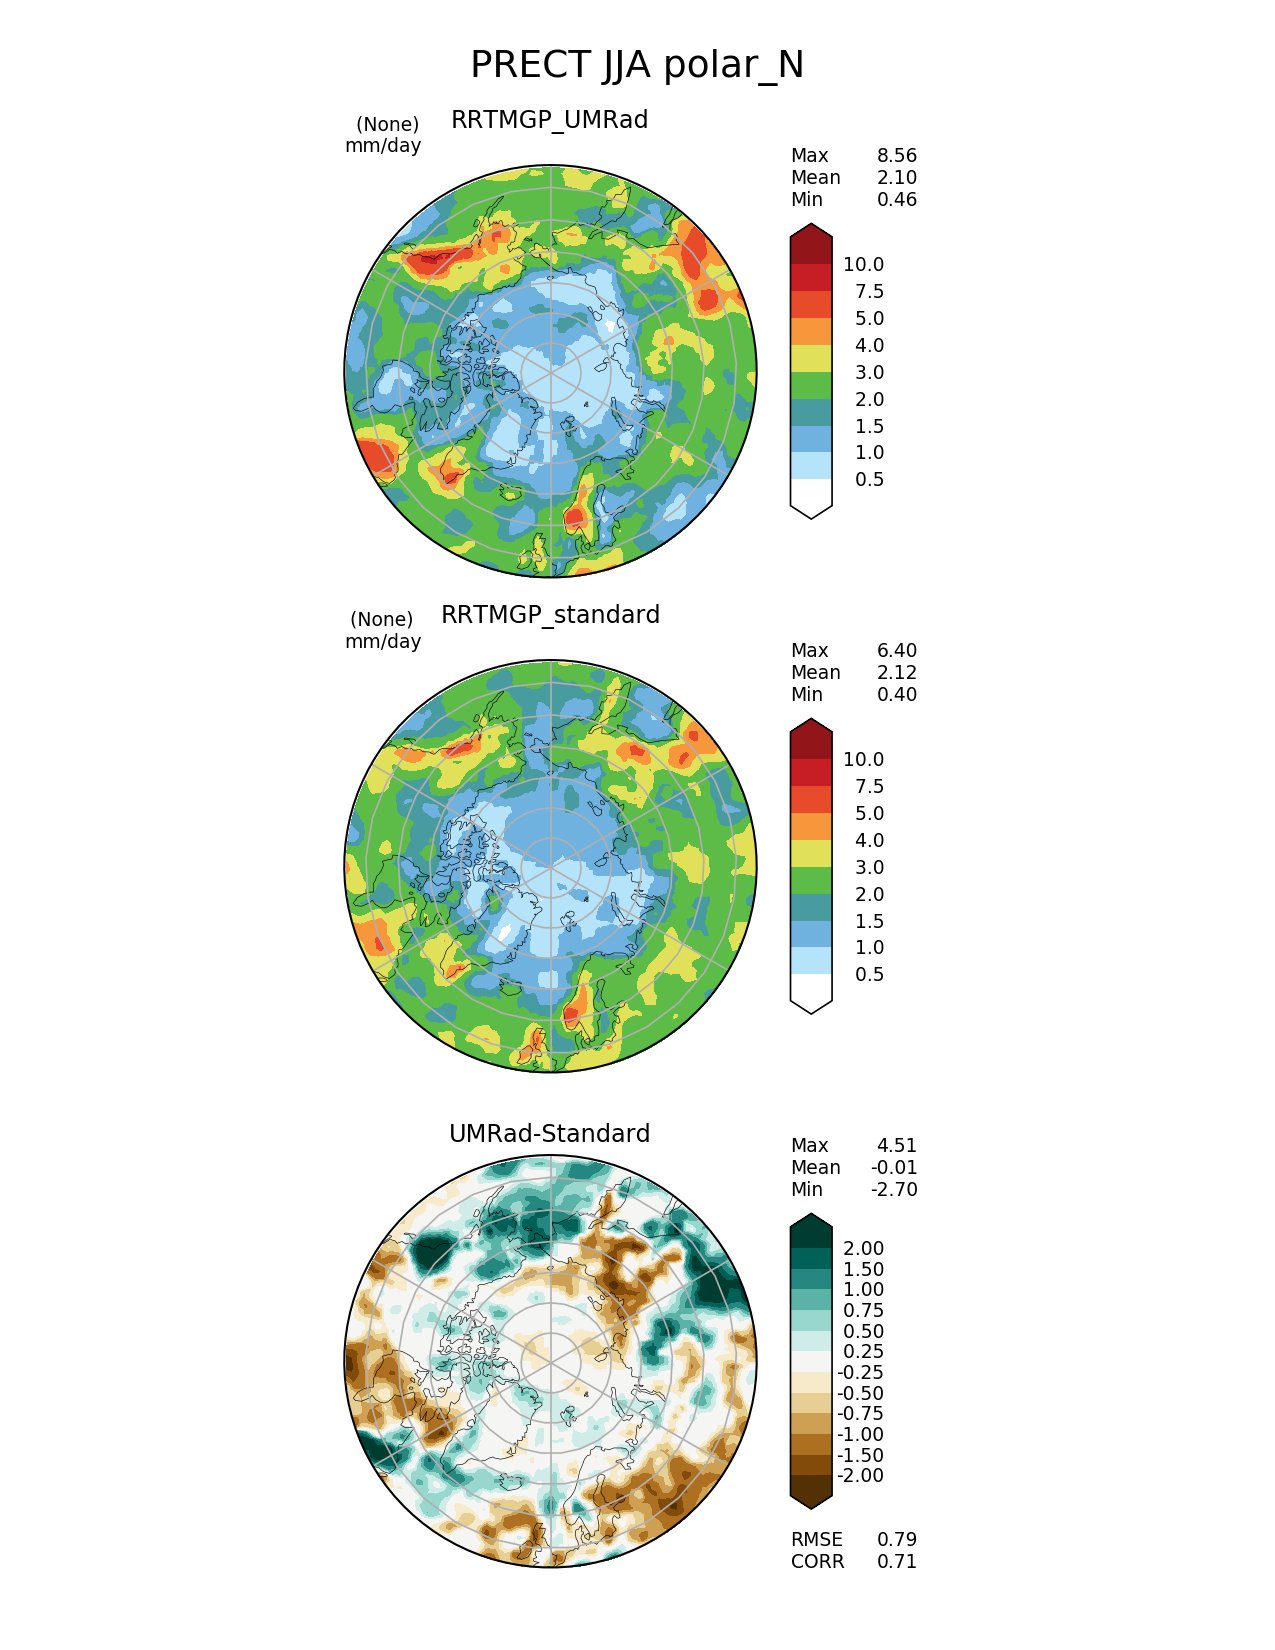 PRECT JJA polar_N
(None)
mm/day
RRTMGP_UMRad
Max 8.56
Mean 2.10
Min 0.46
10.0
7.5
5.0
4.0
3.0
2.0
1.5
1.0
0.5
(None)
mm/day
RRTMGP_standard
Max 6.40
Mean 2.12
Min 0.40
10.0
7.5
5.0
4.0
3.0
2.0
1.5
1.0
0.5
UMRad-Standard
Max 4.51
Mean -0.01
Min -2.70
2.00
1.50
1.00
0.75
0.50
0.25
-0.25
-0.50
-0.75
-1.00
-1.50
-2.00
RMSE 0.79
CORR 0.71